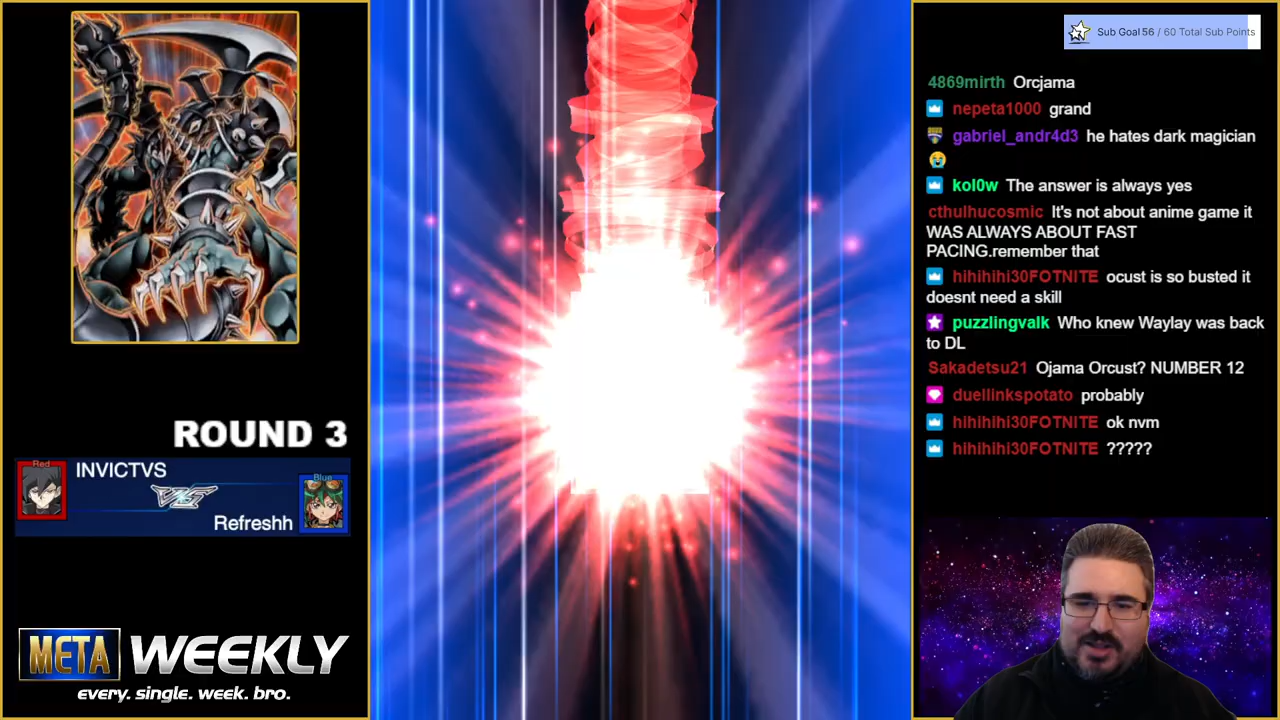 Sub Goal 56 / 60 Total Sub Points
4869mirth Orcjama
nepeta1000 grand
gabriel_andr4d3 he hates dark magician
😭
kol0w The answer is always yes
cthulhucosmic It's not about anime game it
WAS ALWAYS ABOUT FAST
PACING.remember that
hihihihi30FOTNITE ocust is so busted it
doesnt need a skill
puzzlingvalk Who knew Waylay was back
to DL
Sakadetsu21 Ojama Orcust? NUMBER 12
duellinkspotato probably
hihihihi30FOTNITE ok nvm
hihihihi30FOTNITE ?????
ROUND 3
Red
INVICTVS
VS
Blue
Refreshh
META WEEKLY
every. single. week. bro.